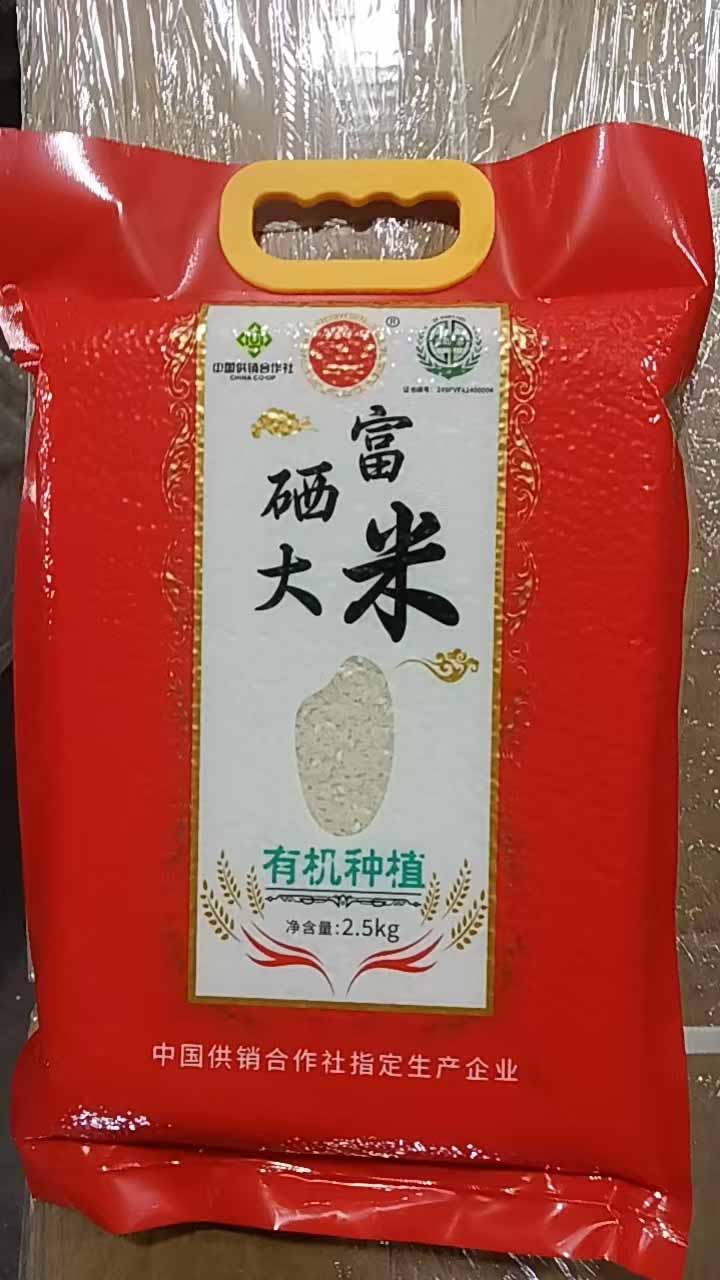 中国供销合作社
CHINA CO-OP
®
富硒大米
有机种植
净含量:2.5kg
中国供销合作社指定生产企业